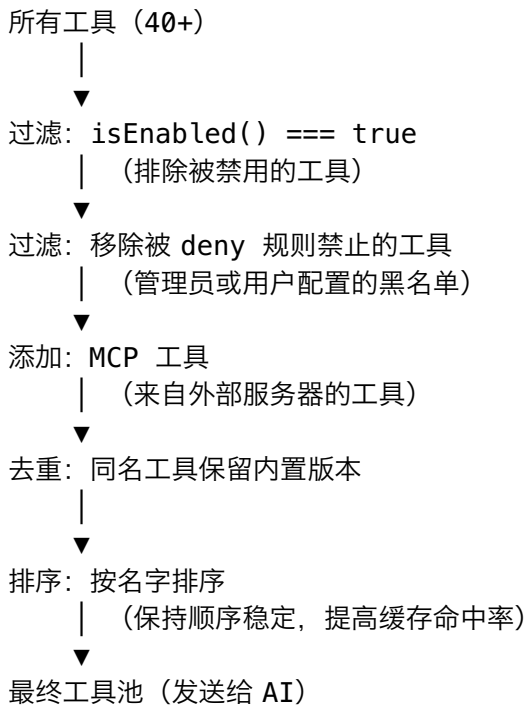 所有工具（40+）
│
▼
过滤: isEnabled() === true
│ （排除被禁用的工具）
▼
过滤: 移除被 deny 规则禁止的工具
│ （管理员或用户配置的黑名单）
▼
添加: MCP 工具
│ （来自外部服务器的工具）
▼
去重: 同名工具保留内置版本
│
▼
排序: 按名字排序
│ （保持顺序稳定，提高缓存命中率）
▼
最终工具池（发送给 AI）